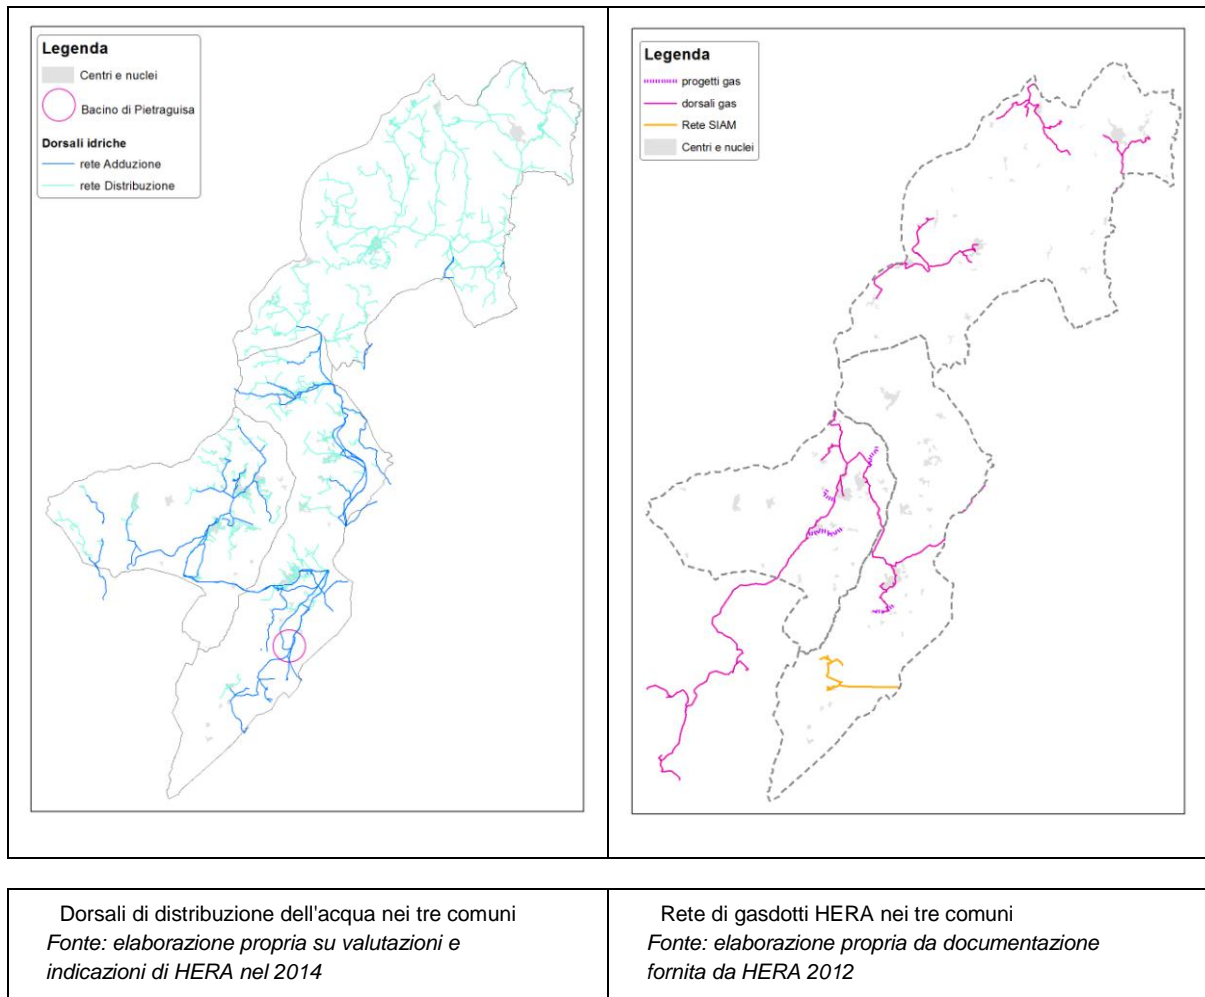 Legenda
Centri e nuclei
Bacino di Pietraguisa
Dorsali idriche
rete Adduzione
rete Distribuzione
Legenda
progeti gas
dorsali gas
Rete SIAM
Centri e nuclei
Dorsali di distribuzione dell'acqua nei tre comuni
Fonte: elaborazione propria su valutazioni e
indicazioni di HERA nel 2014
Rete di gasdotti HERA nei tre comuni
Fonte: elaborazione propria da documentazione
fornita da HERA 2012